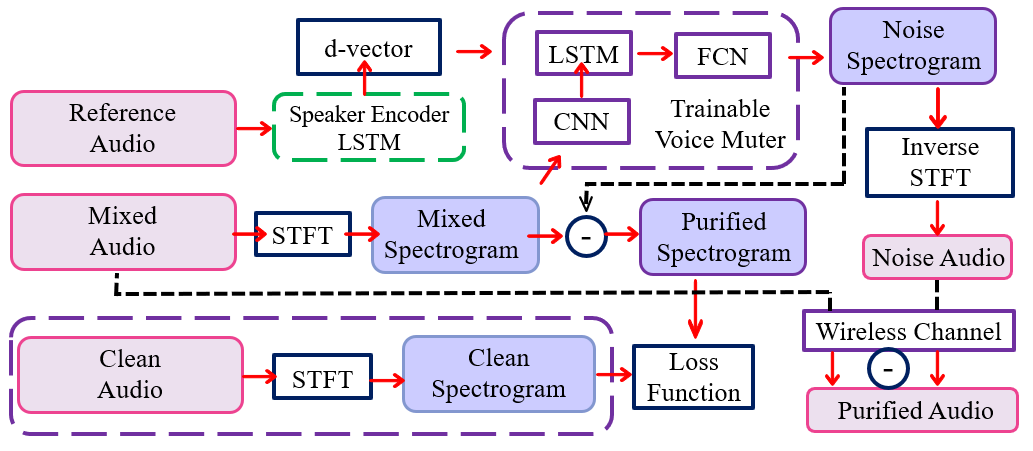 d-vector
LSTM
FCN
Noise
Spectrogram
Reference
Audio
Speaker Encoder
LSTM
CNN
Trainable
Voice Muter
Inverse
STFT
Mixed
Audio
STFT
Mixed
Spectrogram
-
Purified
Spectrogram
Noise Audio
Wireless Channel
Clean
Audio
STFT
Clean
Spectrogram
Loss
Function
-
Purified Audio